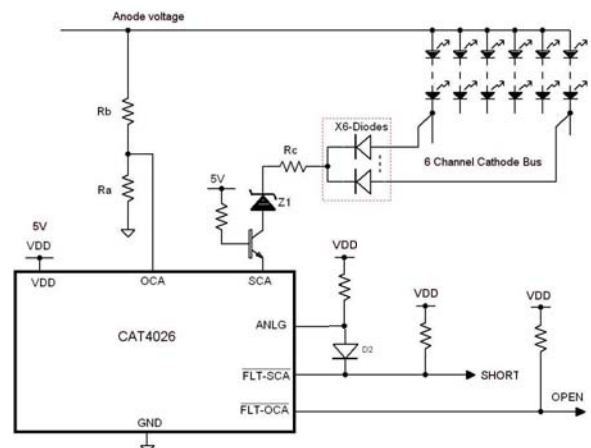 Anode voltage
Rb
X6-Diodes
Rc
6 Channel Cathode Bus
Ra
5V
Z1
5V
VDD
VDD
VDD
VDD
OCA
SCA
ANLG
D2
CAT4026
FLT-SCA
SHORT
FLT-OCA
OPEN
GND